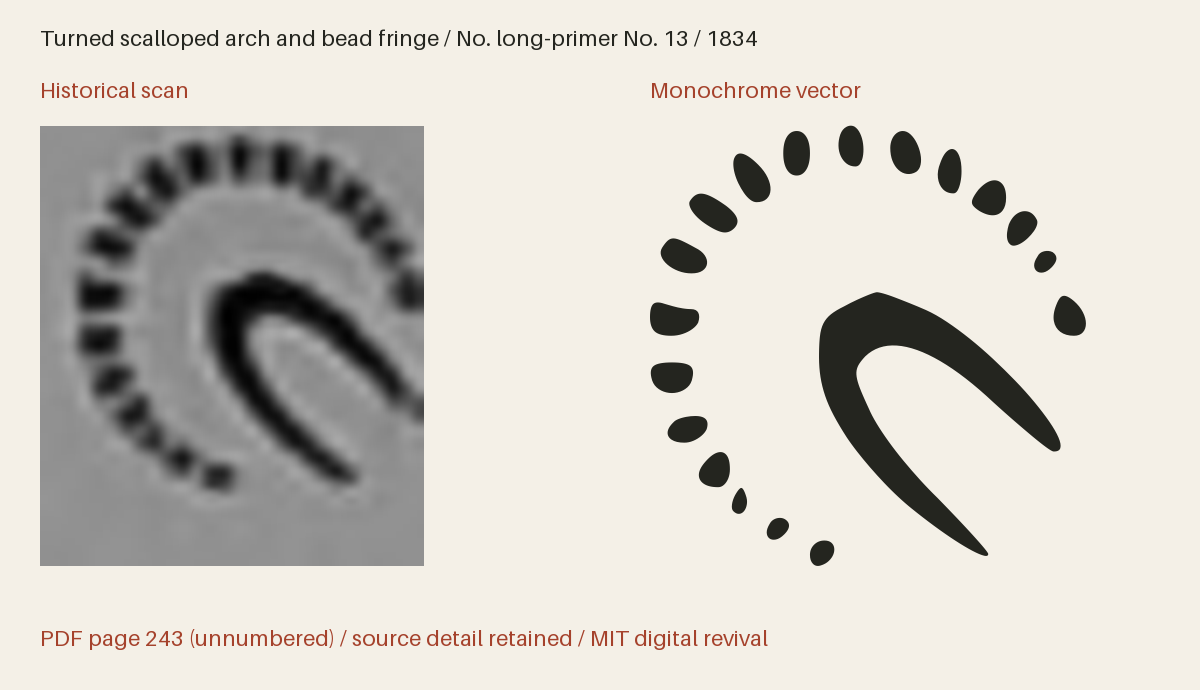 Turned scalloped arch and bead fringe / No. long-primer No. 13 / 1834
Historical scan
Monochrome vector
PDF page 243 (unnumbered) / source detail retained / MIT digital revival